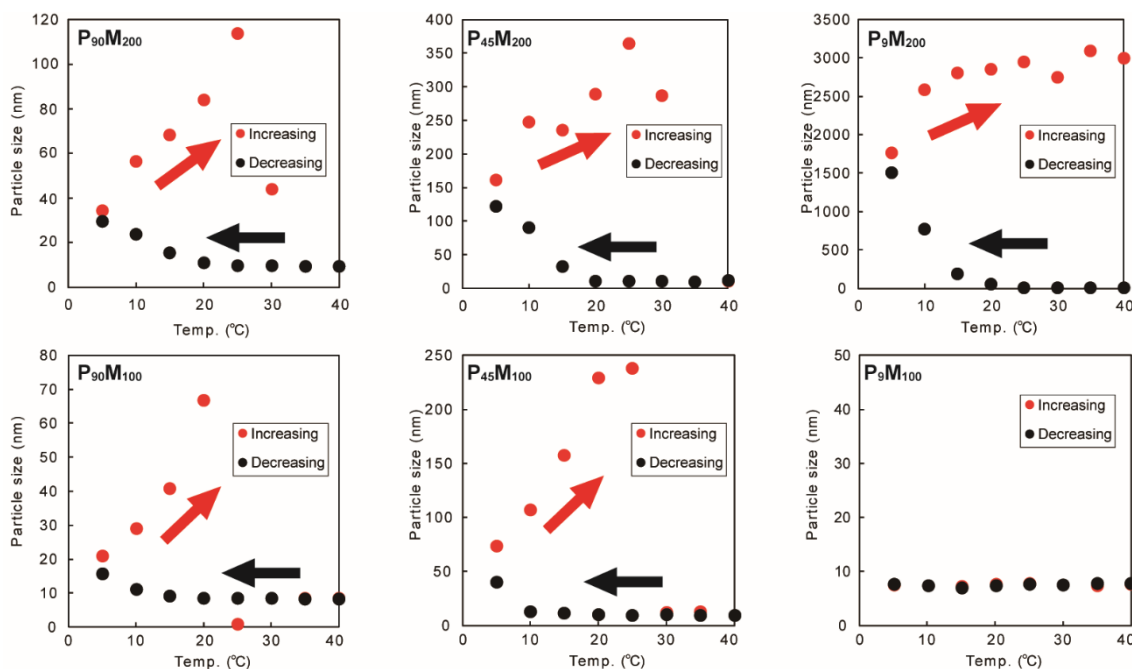 P₉₀M₂₀₀
Particle size (nm)
120
100
80
60
40
20
0
0 10 20 30 40
Temp. (℃)
Increasing
Decreasing
P₄₅M₂₀₀
Particle size (nm)
400
350
300
250
200
150
100
50
0
0 10 20 30 40
Temp. (℃)
Increasing
Decreasing
P₉M₂₀₀
Particle size (nm)
3500
3000
2500
2000
1500
1000
500
0
0 10 20 30 40
Temp. (℃)
Increasing
Decreasing
P₉₀M₁₀₀
Particle size (nm)
80
70
60
50
40
30
20
10
0
0 10 20 30 40
Temp. (℃)
Increasing
Decreasing
P₄₅M₁₀₀
Particle size (nm)
250
200
150
100
50
0
0 10 20 30 40
Temp. (℃)
Increasing
Decreasing
P₉M₁₀₀
Particle size (nm)
50
40
30
20
10
0
0 10 20 30 40
Temp. (℃)
Increasing
Decreasing